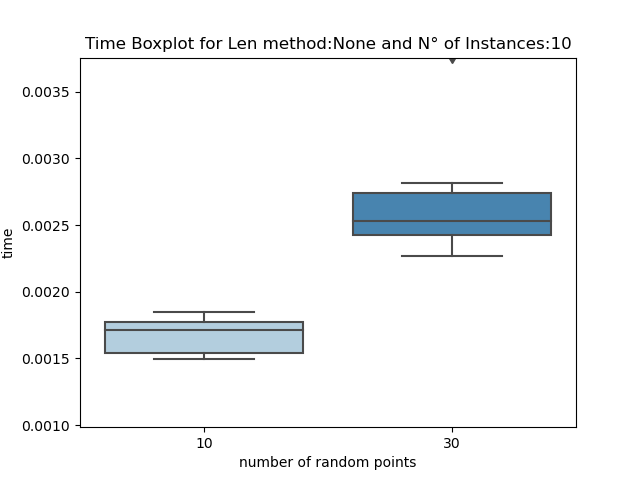 Time Boxplot for Len method:None and N° of Instances:10
0.0035
0.0030
0.0025
0.0020
0.0015
0.0010
time
10
30
number of random points